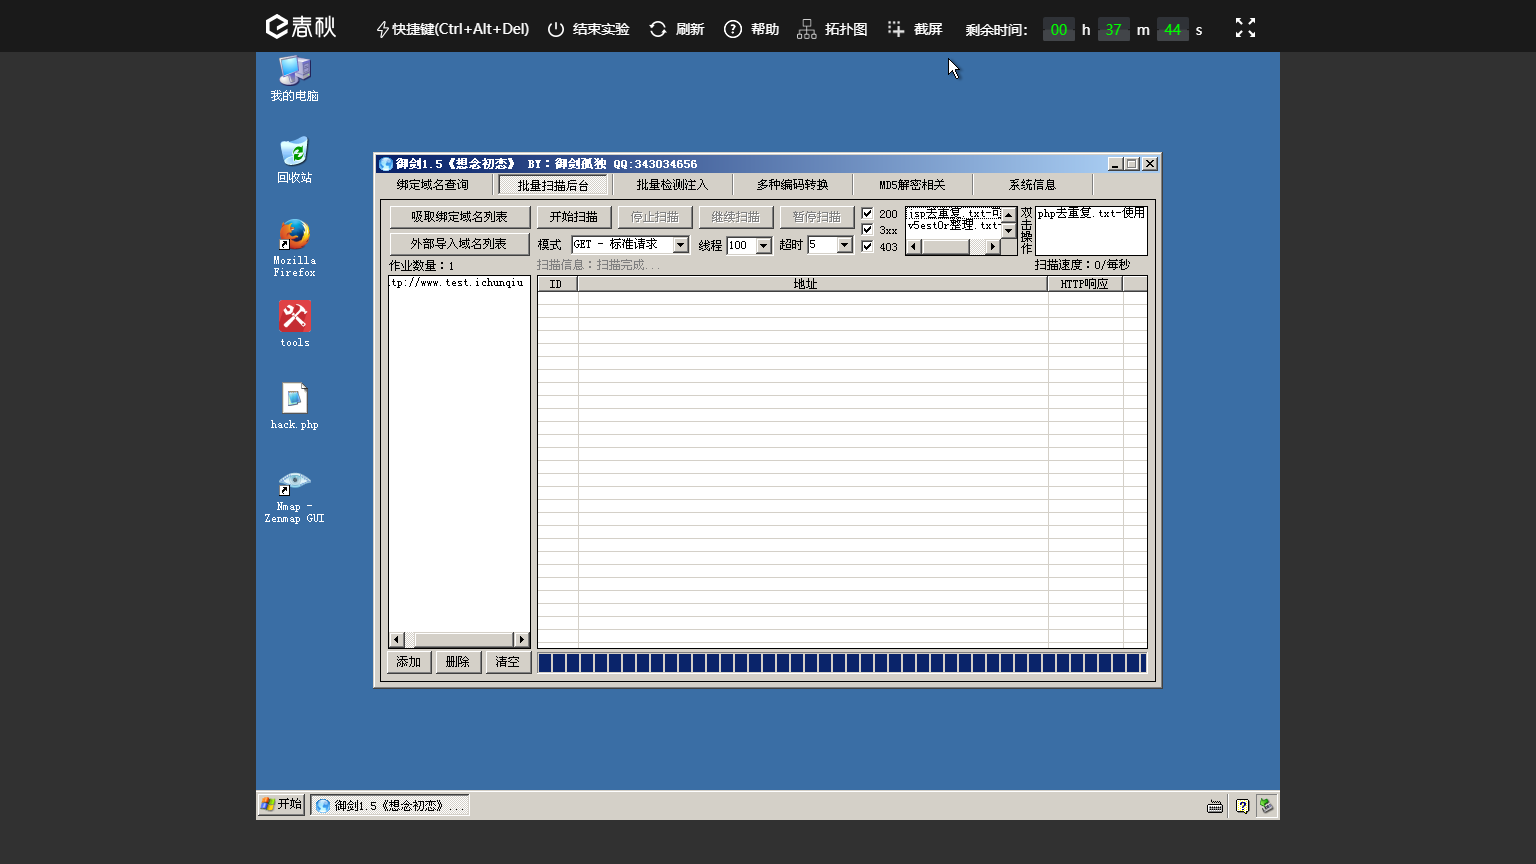 春秋
快捷键(Ctrl+Alt+Del)
结束实验
刷新
帮助
拓扑图
截屏
剩余时间: 00 h 37 m 44 s
我的电脑
回收站
Mozilla
Firefox
tools
hack.php
Nmap -
Zenmap GUI
御剑1.5《想念初恋》 BY：御剑孤独 QQ:343034656
绑定域名查询
批量扫描后台
批量检测注入
多种编码转换
MD5解密相关
系统信息
吸取绑定域名列表
开始扫描
停止扫描
继续扫描
暂停扫描
200
jsp去重复.txt-可
双击操作
php去重复.txt-使用
外部导入域名列表
模式
GET - 标准请求
线程
100
超时
5
3xx
v5est0r整理.txt-
403
作业数量：1
扫描信息：扫描完成...
扫描速度：0/每秒
tp://www.test.ichunqiu
ID
地址
HTTP响应
添加
删除
清空
开始
御剑1.5《想念初恋》...